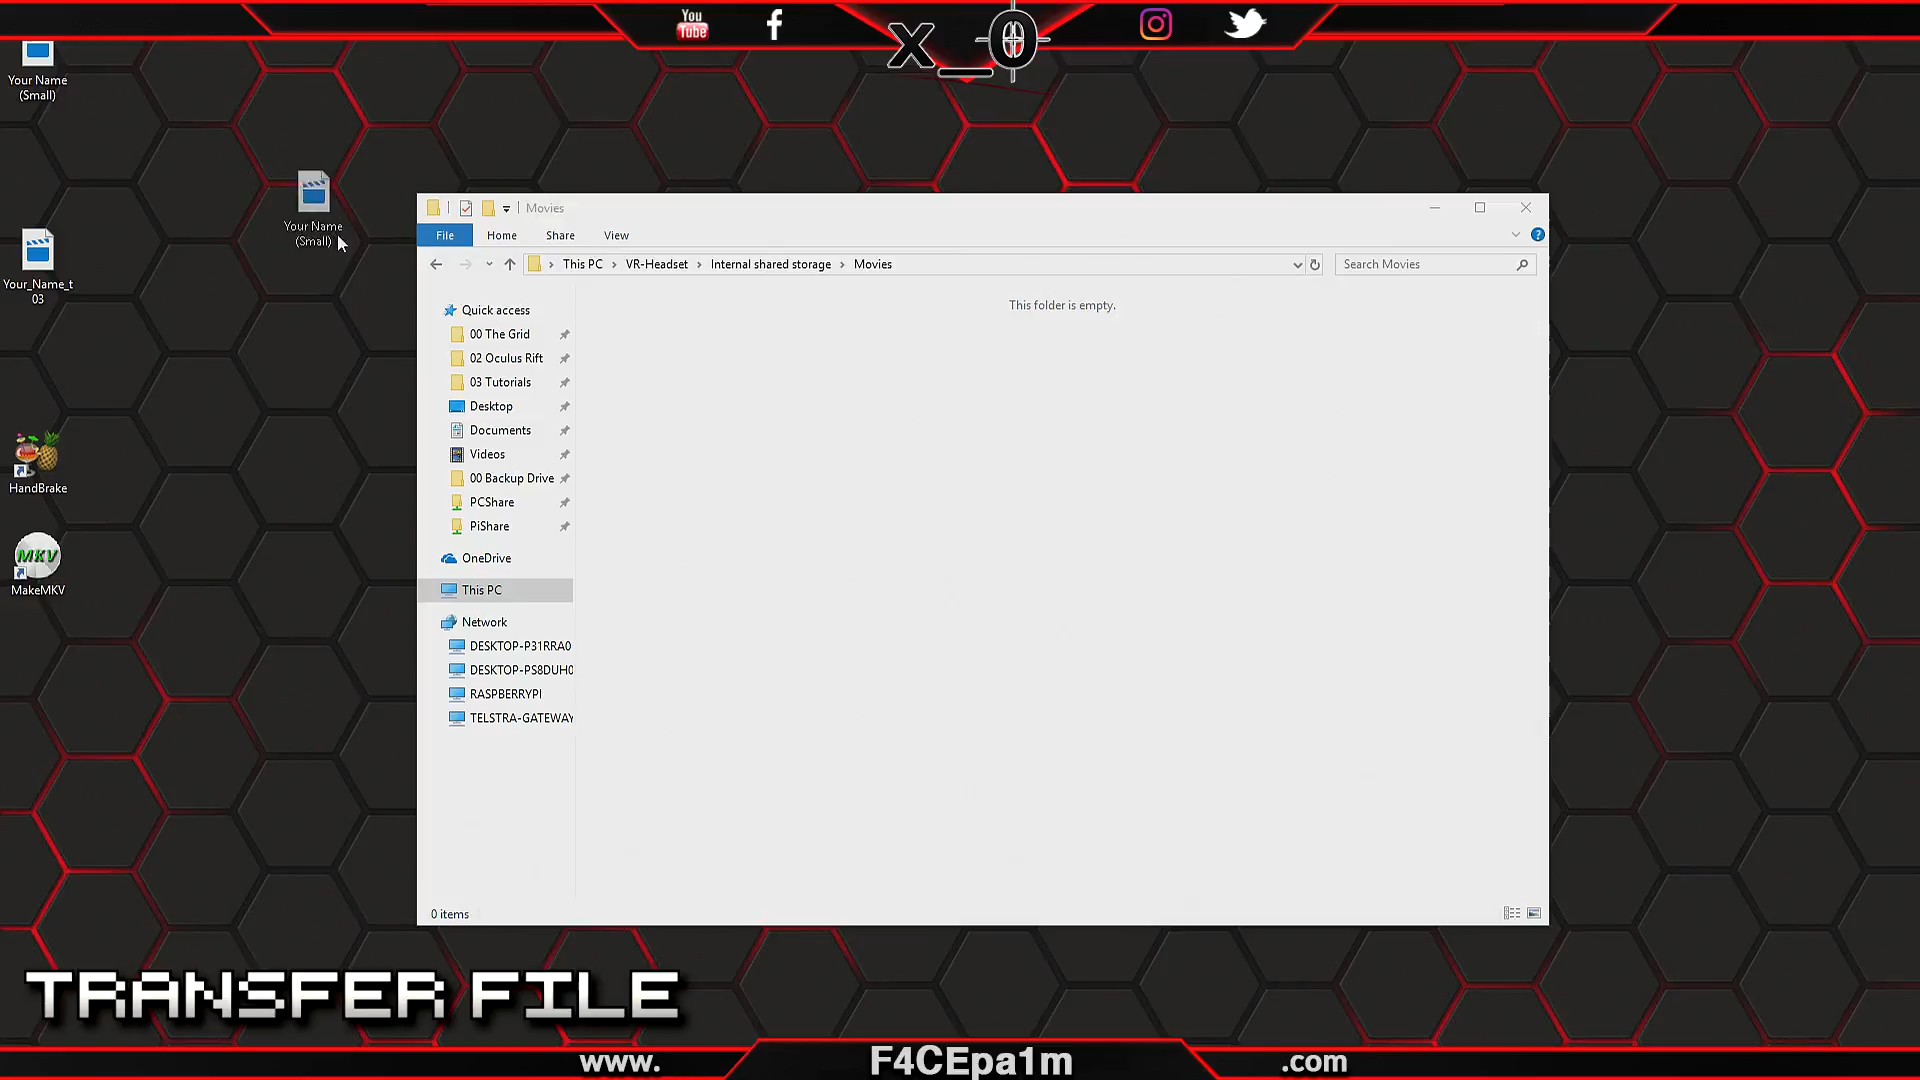 You
Tube
X_0
Your Name
(Small)
Your Name
(Small)
Your_Name_t
03
HandBrake
MKV
MakeMKV
Movies
File
Home
Share
View
This PC
VR-Headset
Internal shared storage
Movies
Search Movies
This folder is empty.
Quick access
00 The Grid
02 Oculus Rift
03 Tutorials
Desktop
Documents
Videos
00 Backup Drive
PCShare
PiShare
OneDrive
This PC
Network
DESKTOP-P31RRA0
DESKTOP-PS8DUH0
RASPBERRYPI
TELSTRA-GATEWAY
0 items
TRANSFER FILE
www. F4CEpa1m .com